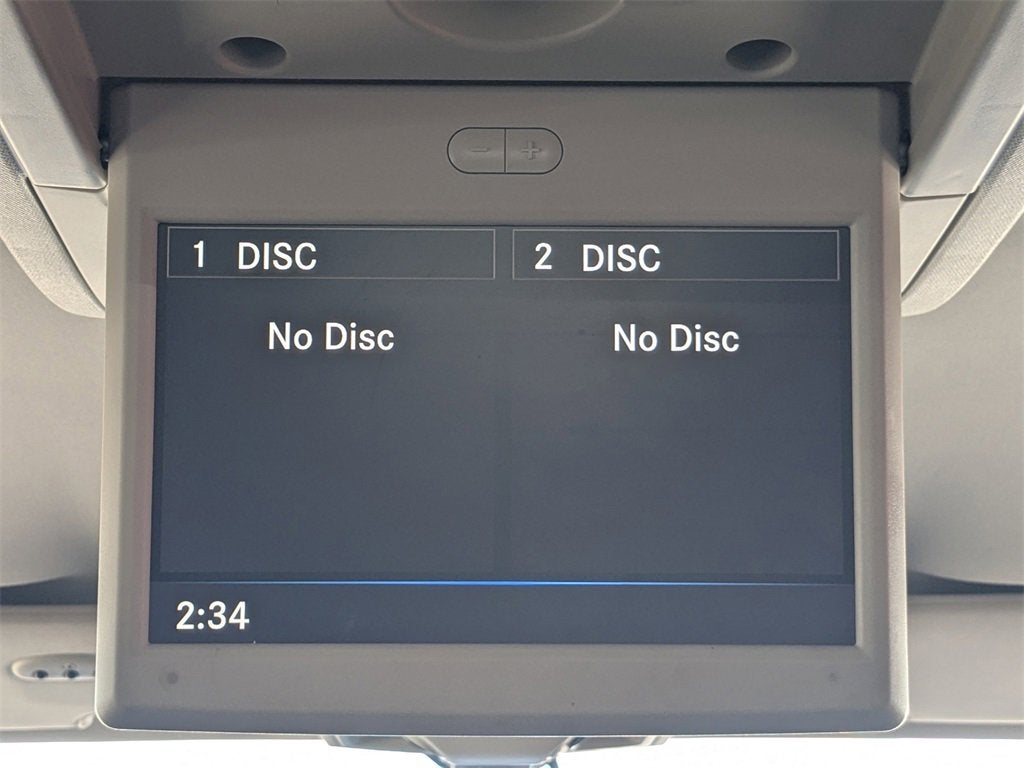 - +
1 DISC 2 DISC
No Disc No Disc
2:34